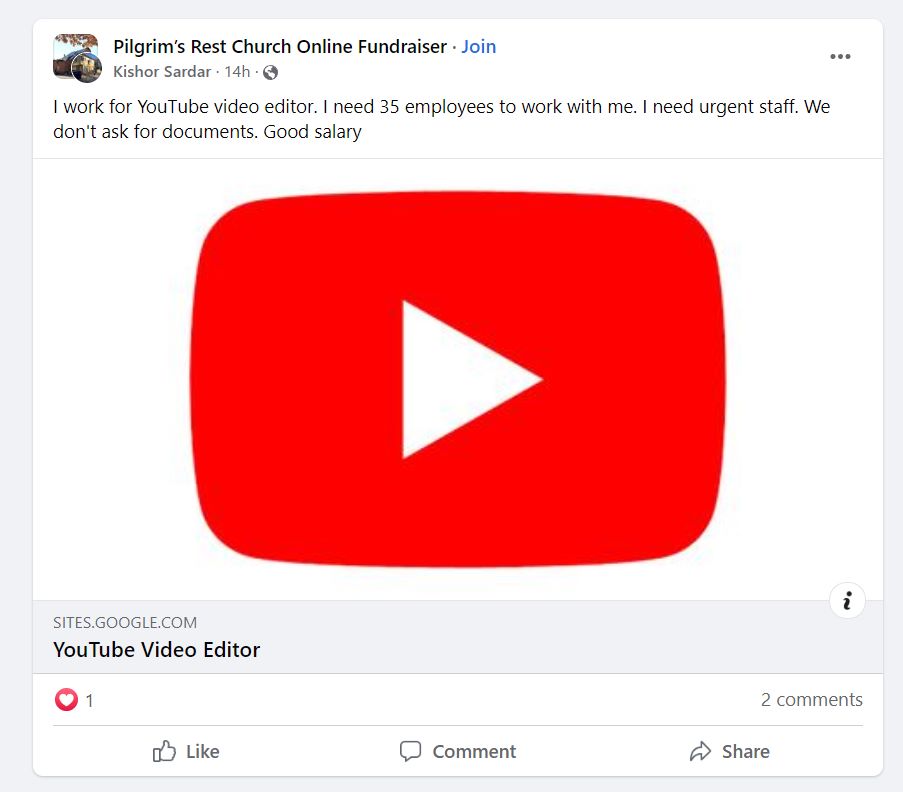 Pilgrim's Rest Church Online Fundraiser · Join
Kishor Sardar · 14h ·
I work for YouTube video editor. I need 35 employees to work with me. I need urgent staff. We
don't ask for documents. Good salary
SITES.GOOGLE.COM
YouTube Video Editor
1
2 comments
Like
Comment
Share